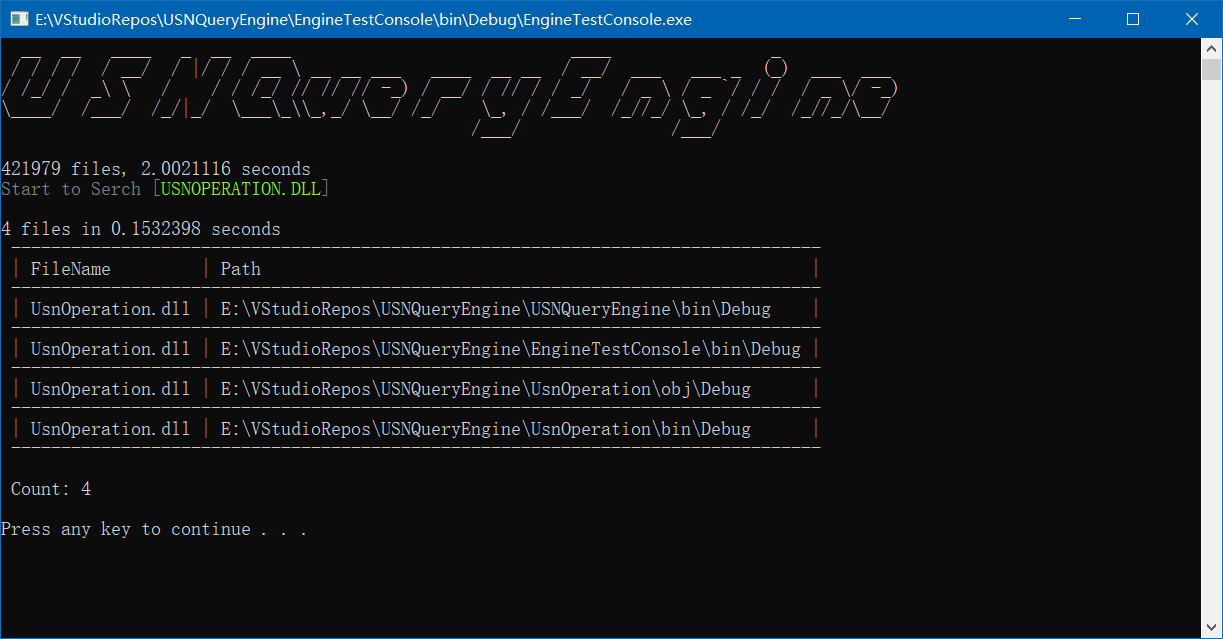 E:\VStudioRepos\USNQueryEngine\EngineTestConsole\bin\Debug\EngineTestConsole.exe
USNQueryEngine
421979 files, 2.0021116 seconds
Start to Serch [USNOPERATION.DLL]
4 files in 0.1532398 seconds
| FileName | Path |
| UsnOperation.dll | E:\VStudioRepos\USNQueryEngine\USNQueryEngine\bin\Debug |
| UsnOperation.dll | E:\VStudioRepos\USNQueryEngine\EngineTestConsole\bin\Debug |
| UsnOperation.dll | E:\VStudioRepos\USNQueryEngine\UsnOperation\obj\Debug |
| UsnOperation.dll | E:\VStudioRepos\USNQueryEngine\UsnOperation\bin\Debug |
Count: 4
Press any key to continue . . .